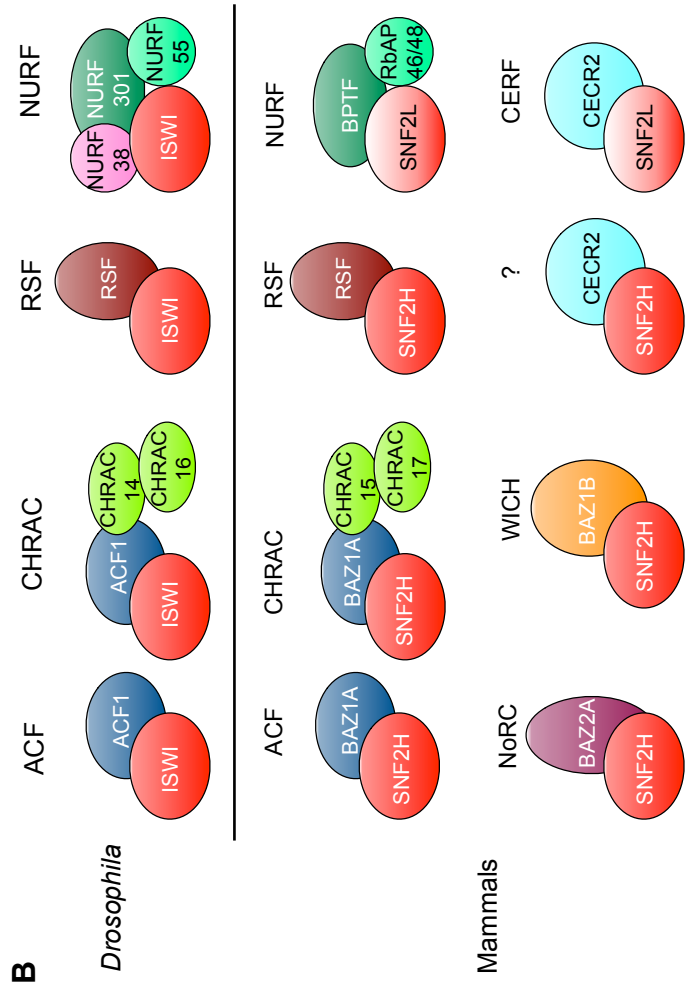 B
Drosophila
ACF
ACF1
ISWI
CHRAC
ACF1
CHRAC
14
CHRAC
16
ISWI
RSF
RSF
ISWI
NURF
NURF
38
NURF
301
NURF
55
ISWI
Mammals
ACF
BAZ1A
SNF2H
CHRAC
BAZ1A
CHRAC
15
CHRAC
17
SNF2H
RSF
RSF
SNF2H
NURF
BPTF
RbAP
46/48
SNF2L
NoRC
BAZ2A
SNF2H
WICH
BAZ1B
SNF2H
?
CECR2
SNF2H
CERF
CECR2
SNF2L